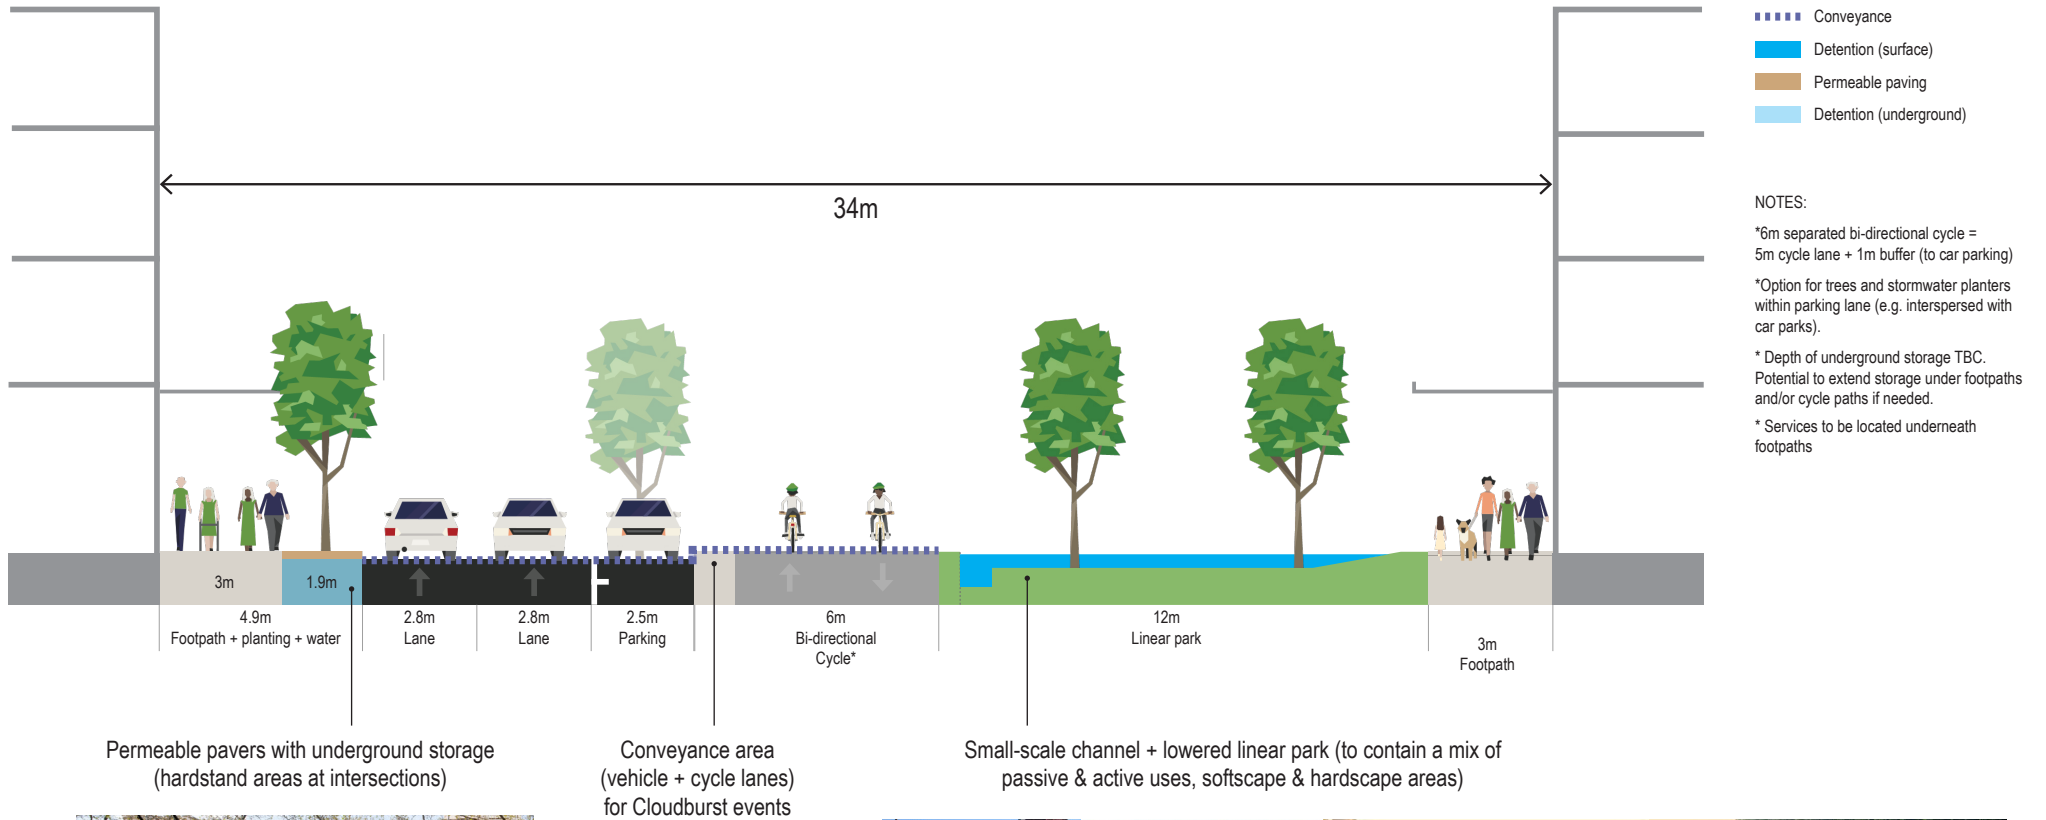 Conveyance
Detention (surface)
Permeable paving
Detention (underground)
34m
NOTES:
*6m separated bi-directional cycle =
5m cycle lane + 1m buffer (to car parking)
*Option for trees and stormwater planters
within parking lane (e.g. interspersed with
car parks).
* Depth of underground storage TBC.
Potential to extend storage under footpaths
and/or cycle paths if needed.
* Services to be located underneath
footpaths
3m
1.9m
4.9m
Footpath + planting + water
2.8m
Lane
2.8m
Lane
2.5m
Parking
6m
Bi-directional
Cycle*
12m
Linear park
3m
Footpath
Permeable pavers with underground storage
(hardstand areas at intersections)
Conveyance area
(vehicle + cycle lanes)
for Cloudburst events
Small-scale channel + lowered linear park (to contain a mix of
passive & active uses, softscape & hardscape areas)